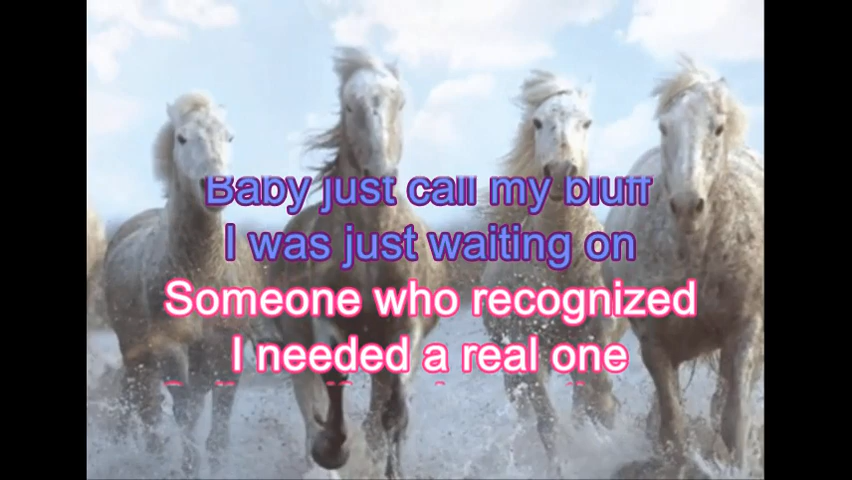 Baby just call my bluff
I was just waiting on
Someone who recognized
I needed a real one